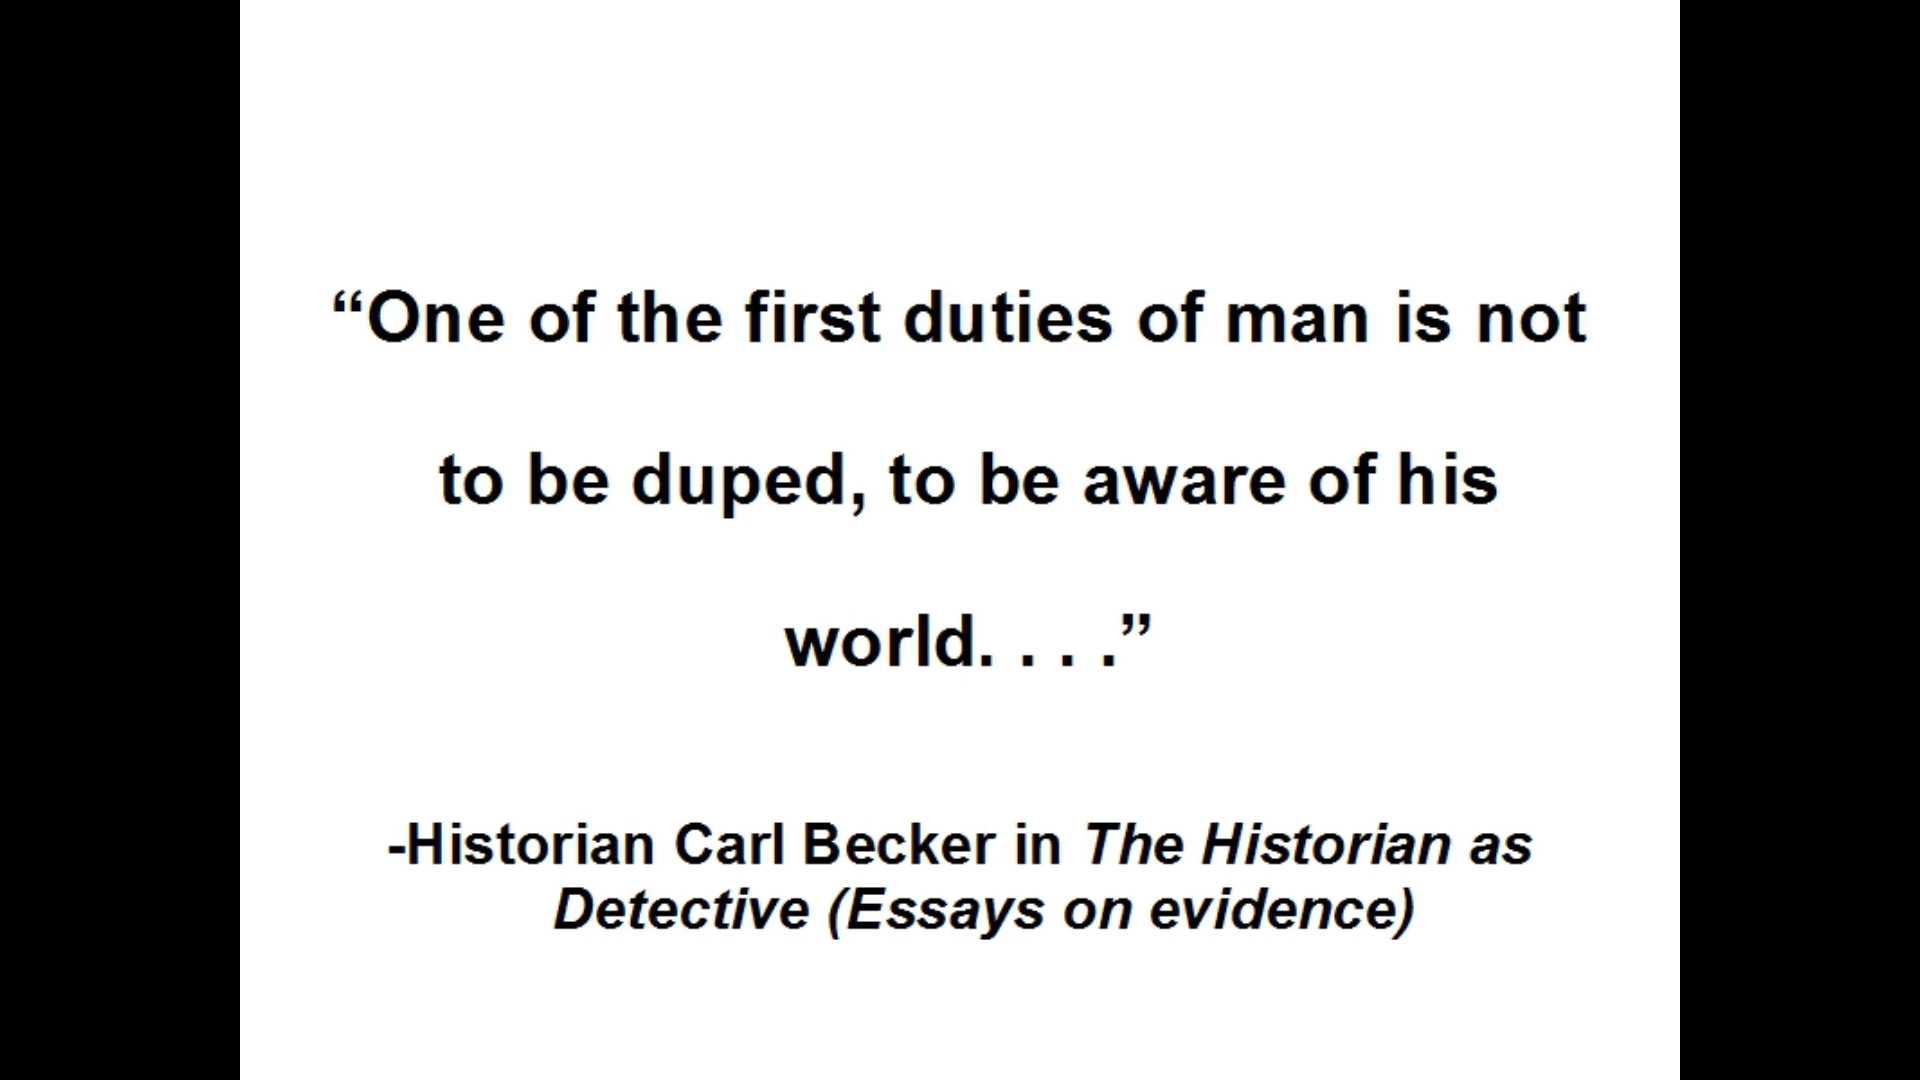 “One of the first duties of man is not
to be duped, to be aware of his
world. . . .”
-Historian Carl Becker in The Historian as
Detective (Essays on evidence)